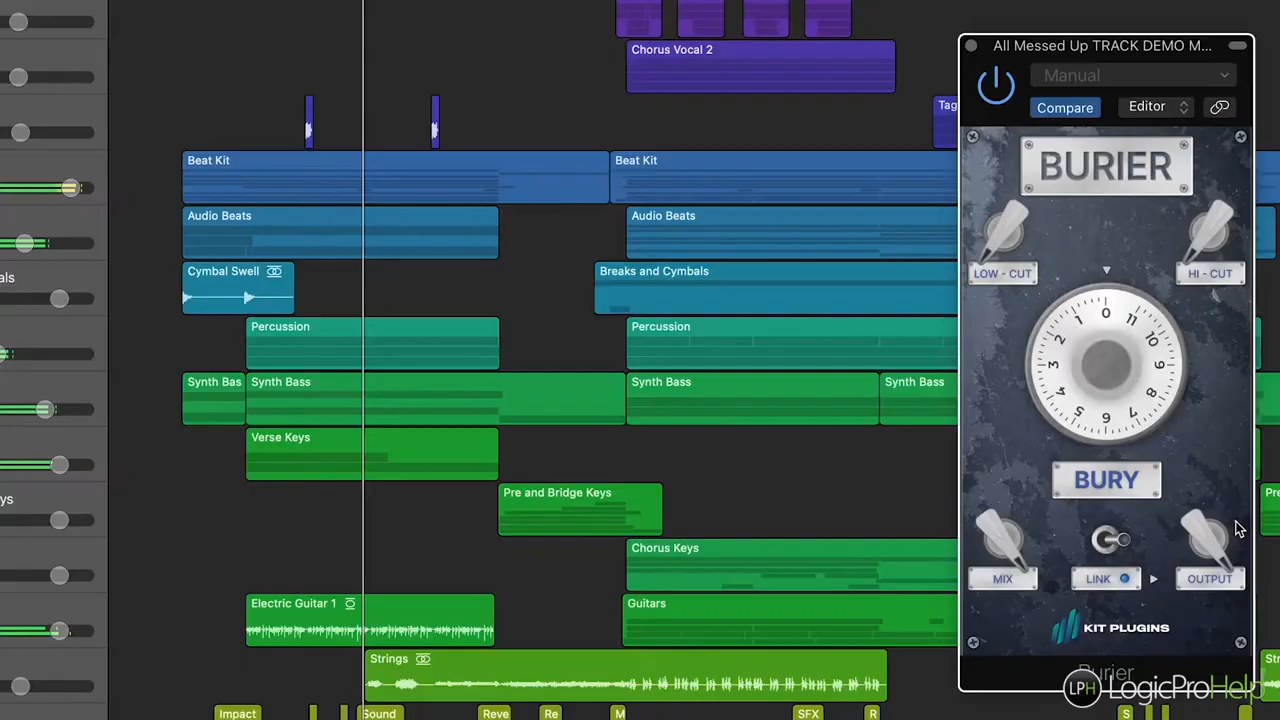 Chorus Vocal 2
Tag
Beat Kit
Beat Kit
Audio Beats
Audio Beats
als
Cymbal Swell
Breaks and Cymbals
Percussion
Percussion
Synth Bas
Synth Bass
Synth Bass
Synth Bass
Verse Keys
ys
Pre and Bridge Keys
Pre
Chorus Keys
Electric Guitar 1
Guitars
Strings
Str
Impact
Sound
Reve
Re
M
SFX
R
S
R
All Messed Up TRACK DEMO M...
Manual
Compare
Editor
BURIER
LOW - CUT
HI - CUT
0
1
2
3
4
5
6
7
8
9
10
11
BURY
MIX
LINK
OUTPUT
KIT PLUGINS
Burier
LPH LogicProHelp